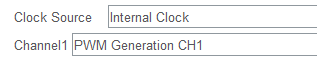 Clock Source Internal Clock
Channel1 PWM Generation CH1